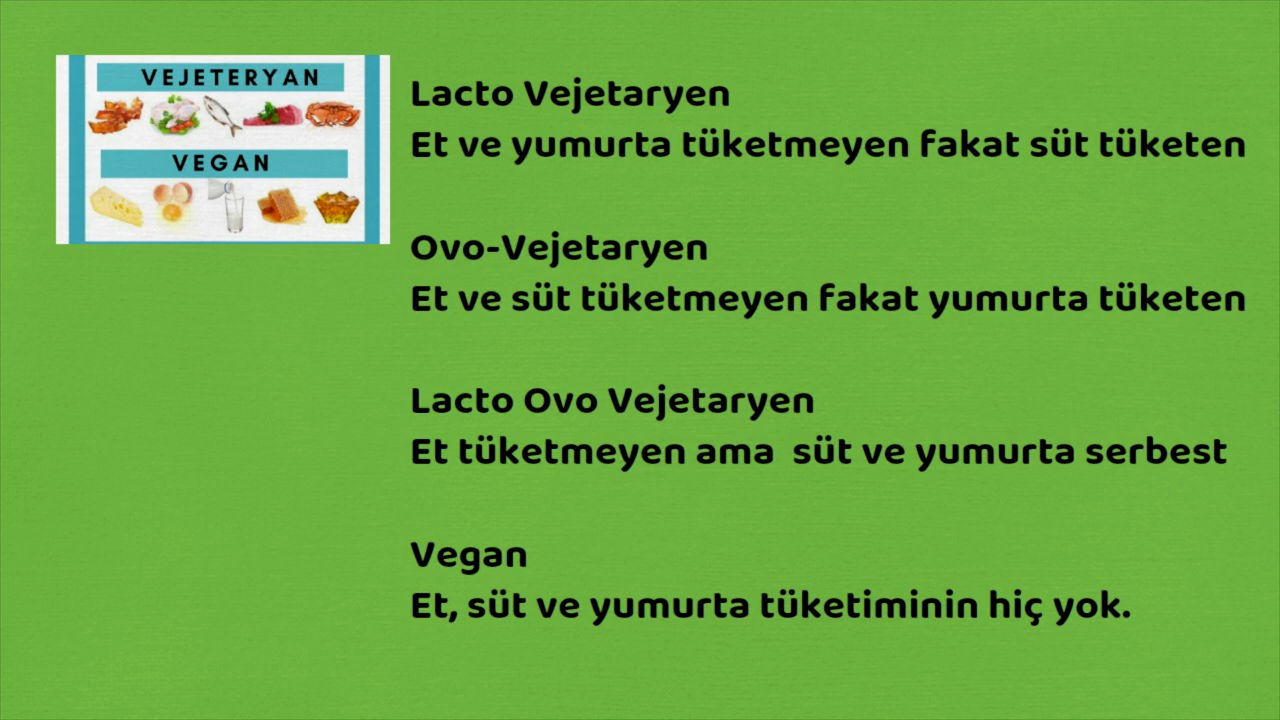 VEJETERYAN
VEGAN
Lacto Vejetaryen
Et ve yumurta tüketmeyen fakat süt tüketen
Ovo-Vejetaryen
Et ve süt tüketmeyen fakat yumurta tüketen
Lacto Ovo Vejetaryen
Et tüketmeyen ama  süt ve yumurta serbest
Vegan
Et, süt ve yumurta tüketiminin hiç yok.